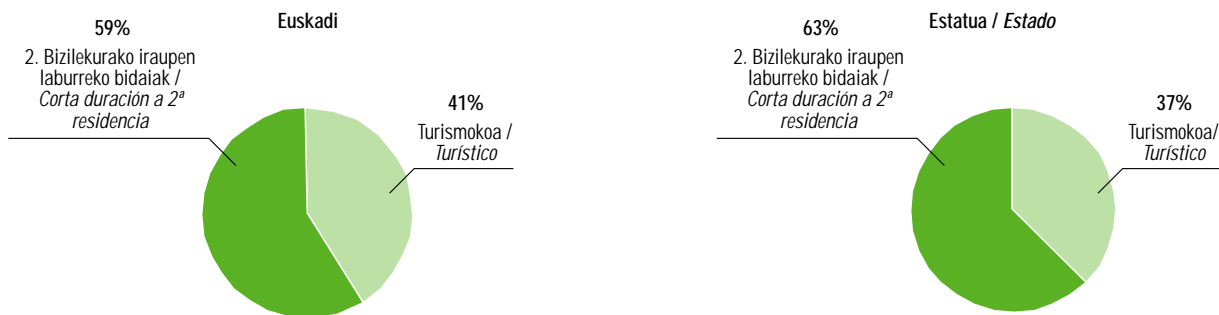 Euskadi
59%
2. Bizilekurako iraupen
laburreko bidaiak /
Corta duración a 2ª
residencia
41%
Turismokoa /
Turístico
Estatua / Estado
63%
2. Bizilekurako iraupen
laburreko bidaiak /
Corta duración a 2ª
residencia
37%
Turismokoa/
Turístico